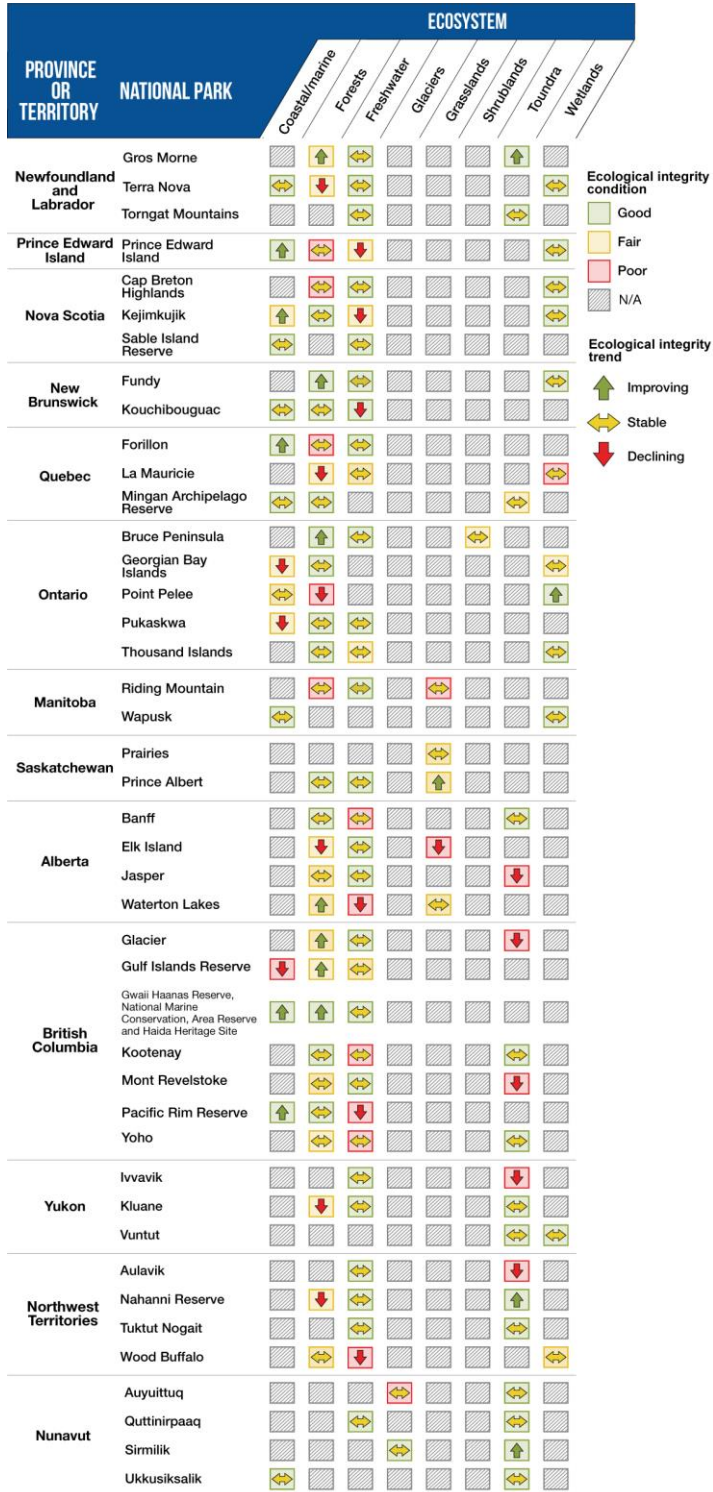 ECOSYSTEM
PROVINCE
OR
TERRITORY
NATIONAL PARK
Coastal/marine
Forests
Freshwater
Glaciers
Grasslands
Shrublands
Toundra
Wetlands
Newfoundland
and
Labrador
Gros Morne
Terra Nova
Torngat Mountains
Prince Edward
Island
Prince Edward
Island
Nova Scotia
Cap Breton
Highlands
Kejimkujik
Sable Island
Reserve
New
Brunswick
Fundy
Kouchibouguac
Quebec
Forillon
La Mauricie
Mingan Archipelago
Reserve
Ontario
Bruce Peninsula
Georgian Bay
Islands
Point Pelee
Pukaskwa
Thousand Islands
Manitoba
Riding Mountain
Wapusk
Saskatchewan
Prairies
Prince Albert
Alberta
Banff
Elk Island
Jasper
Waterton Lakes
British
Columbia
Glacier
Gulf Islands Reserve
Gwaii Haanas Reserve,
National Marine
Conservation, Area Reserve
and Haida Heritage Site
Kootenay
Mont Revelstoke
Pacific Rim Reserve
Yoho
Yukon
Ivvavik
Kluane
Vuntut
Northwest
Territories
Aulavik
Nahanni Reserve
Tuktut Nogait
Wood Buffalo
Nunavut
Auyuittuq
Quttinirpaaq
Sirmilik
Ukkusiksalik
Ecological integrity
condition
Good
Fair
Poor
N/A
Ecological integrity
trend
Improving
Stable
Declining